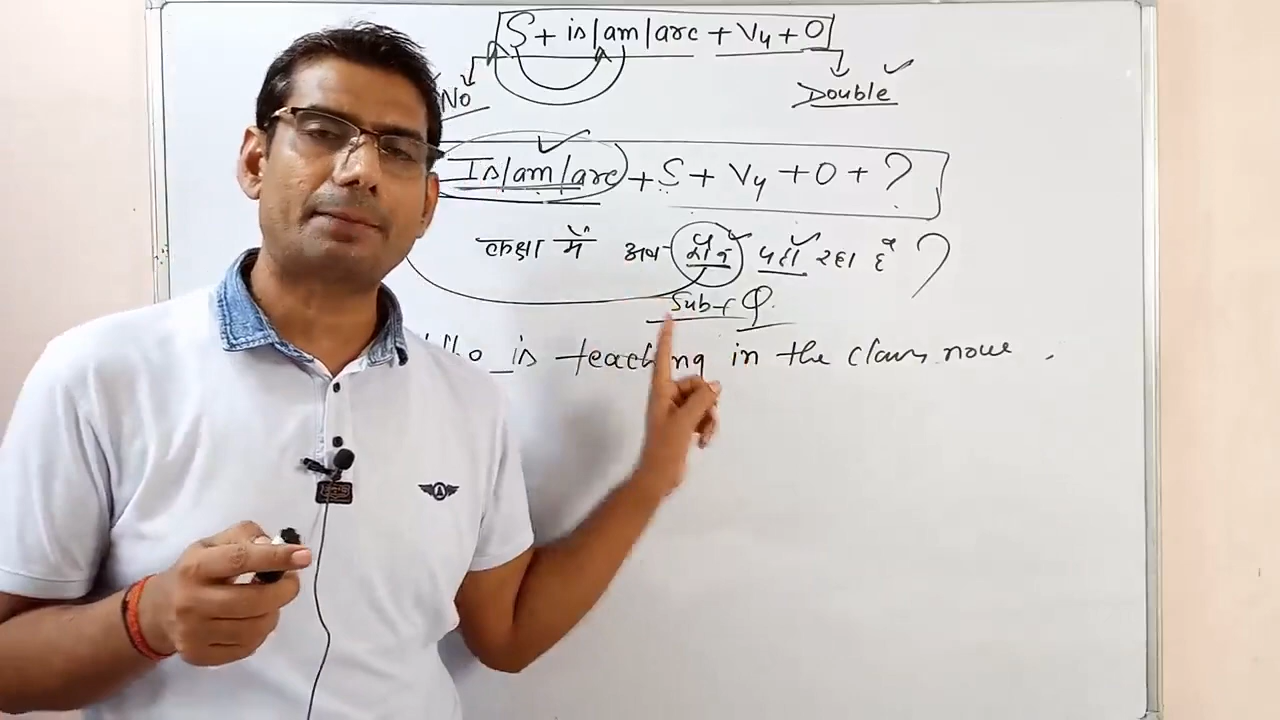 S + is/am/are + V4 + O
No Double
Is/am/are + S + V4 + O + ?
कक्षा में अब कौन पढ़ा रहा है ?
Sub + Q.
Who is teaching in the class now .